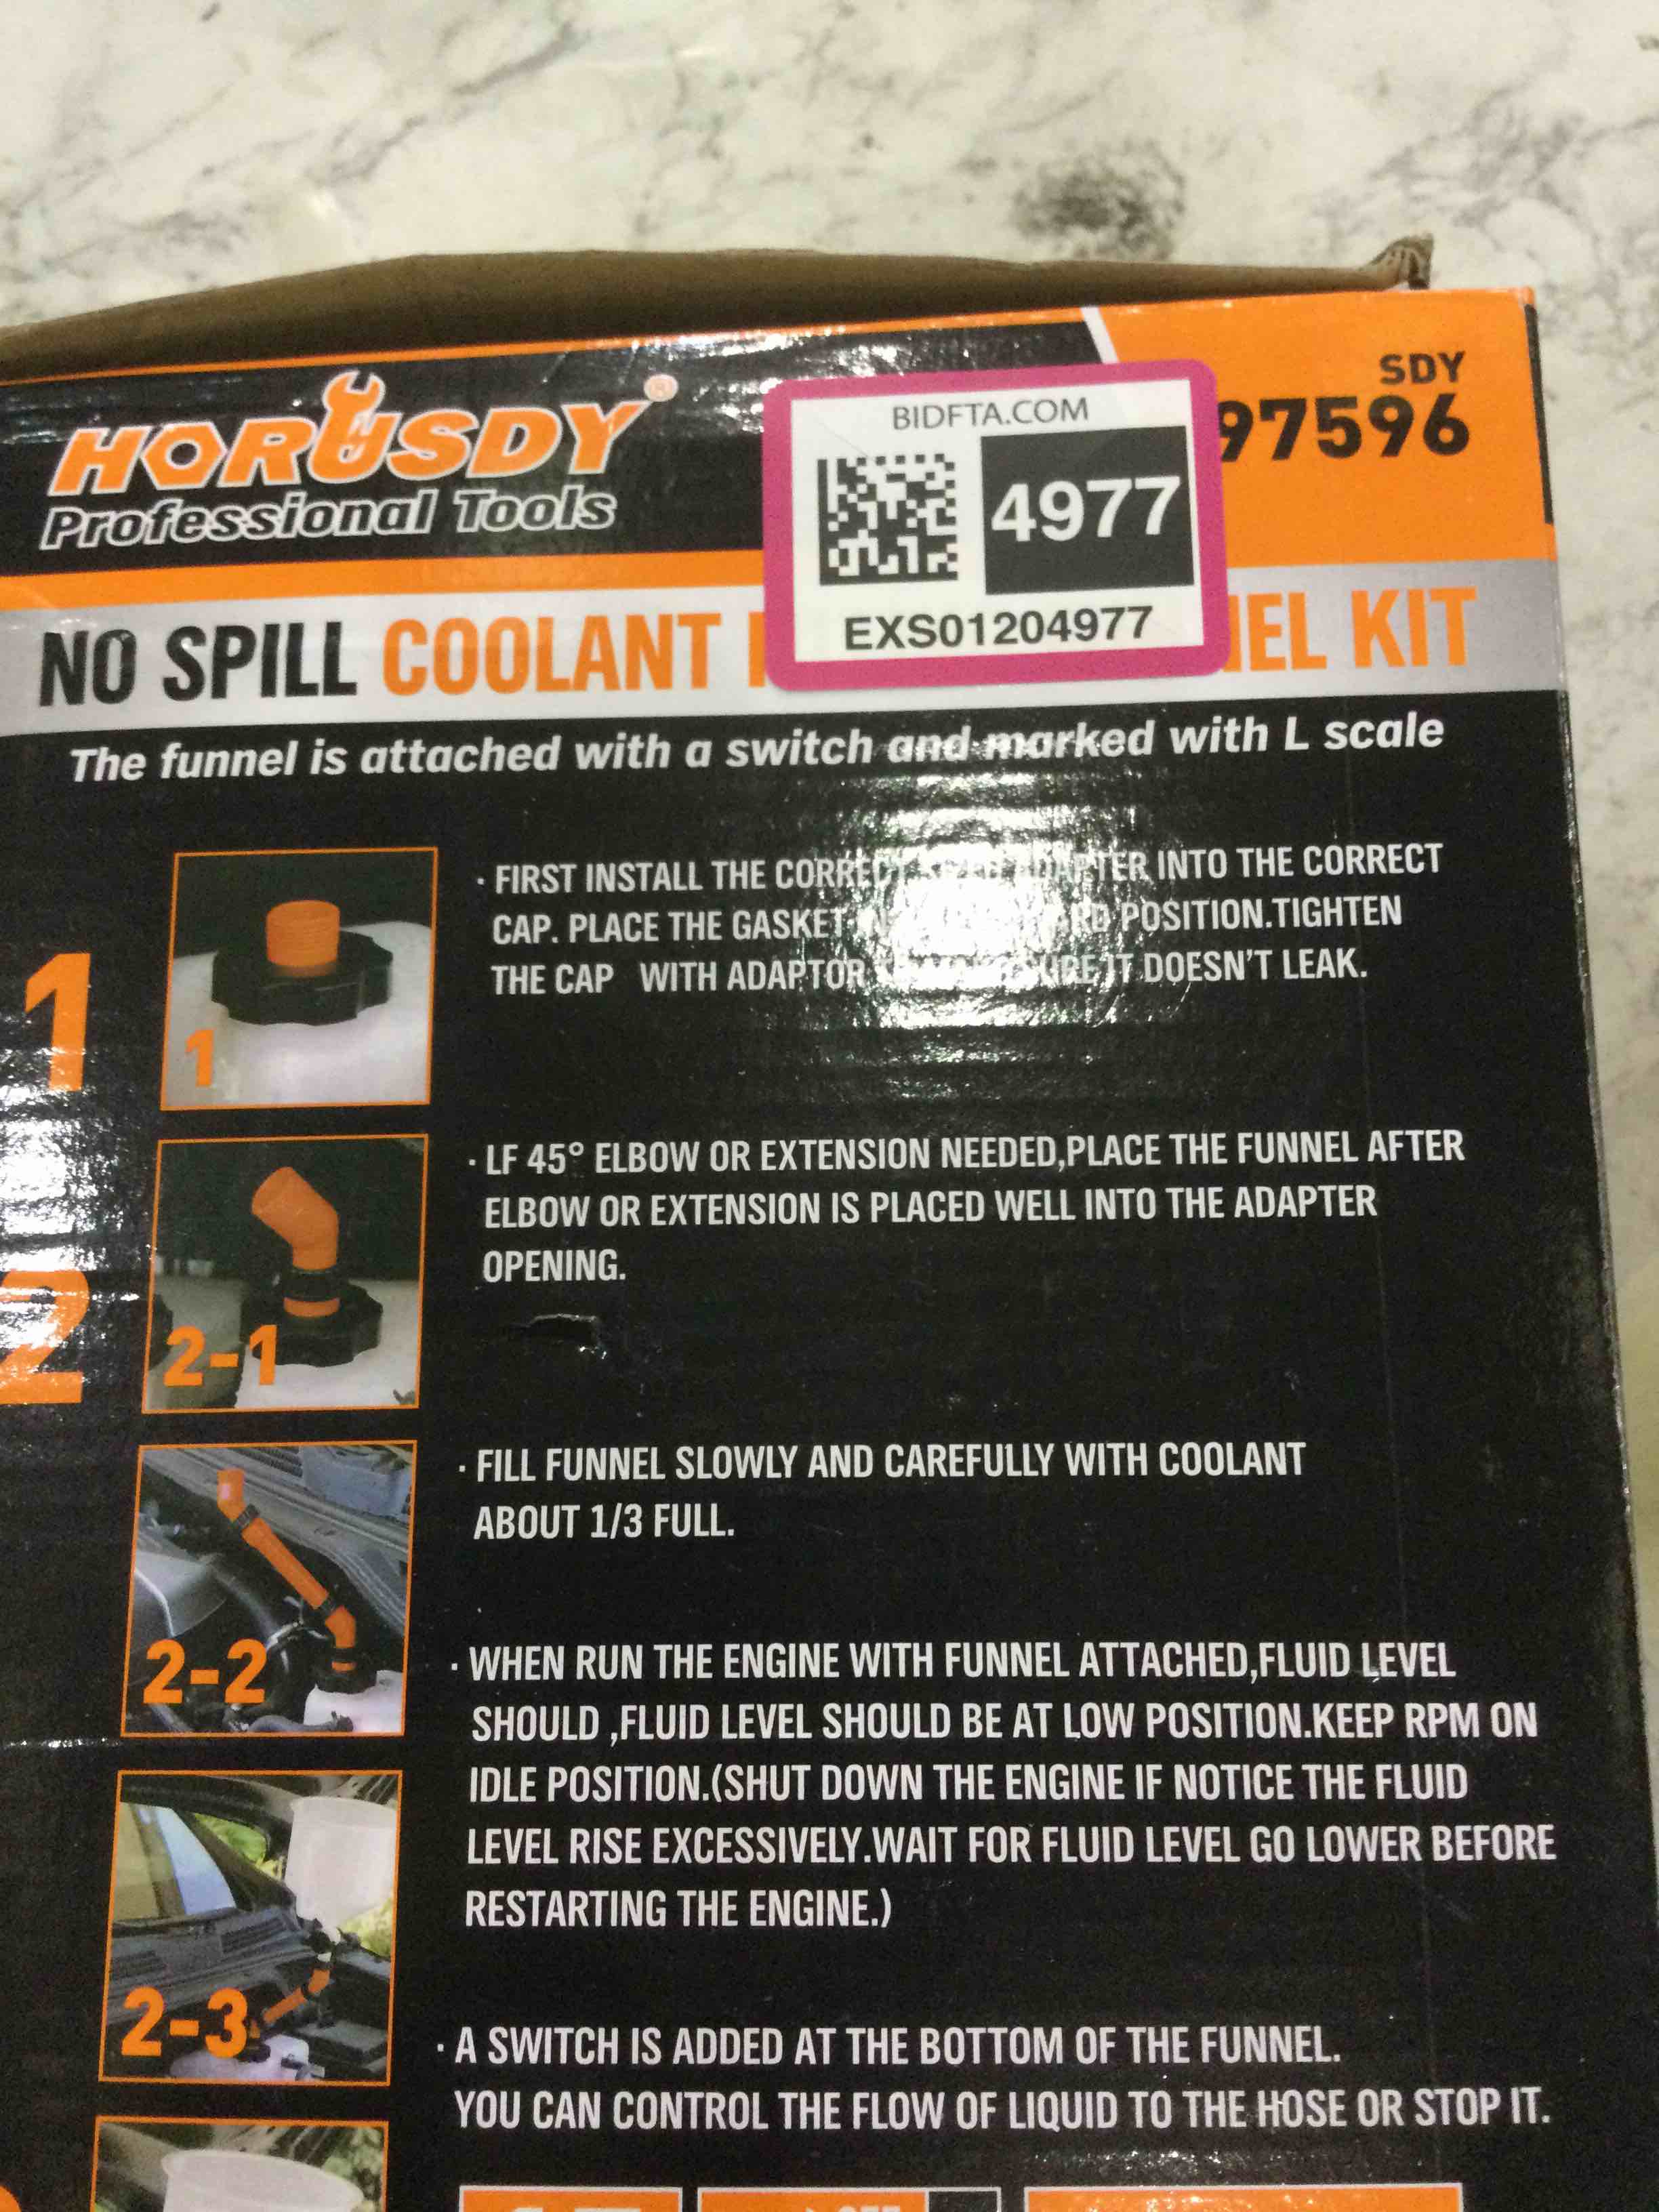 HORUSDY®
Professional Tools
SDY
97596
BIDFTA.COM
4977
EXS01204977
NO SPILL COOLANT EL KIT
The funnel is attached with a switch and marked with L scale
1
1
· FIRST INSTALL THE CORRECT ADAPTER INTO THE CORRECT
CAP. PLACE THE GASKET POSITION.TIGHTEN
THE CAP WITH ADAPTOR SURE IT DOESN'T LEAK.
2
2-1
· LF 45° ELBOW OR EXTENSION NEEDED,PLACE THE FUNNEL AFTER
ELBOW OR EXTENSION IS PLACED WELL INTO THE ADAPTER
OPENING.
2-2
· FILL FUNNEL SLOWLY AND CAREFULLY WITH COOLANT
ABOUT 1/3 FULL.
· WHEN RUN THE ENGINE WITH FUNNEL ATTACHED,FLUID LEVEL
SHOULD ,FLUID LEVEL SHOULD BE AT LOW POSITION.KEEP RPM ON
IDLE POSITION.(SHUT DOWN THE ENGINE IF NOTICE THE FLUID
LEVEL RISE EXCESSIVELY.WAIT FOR FLUID LEVEL GO LOWER BEFORE
RESTARTING THE ENGINE.)
2-3
· A SWITCH IS ADDED AT THE BOTTOM OF THE FUNNEL.
YOU CAN CONTROL THE FLOW OF LIQUID TO THE HOSE OR STOP IT.